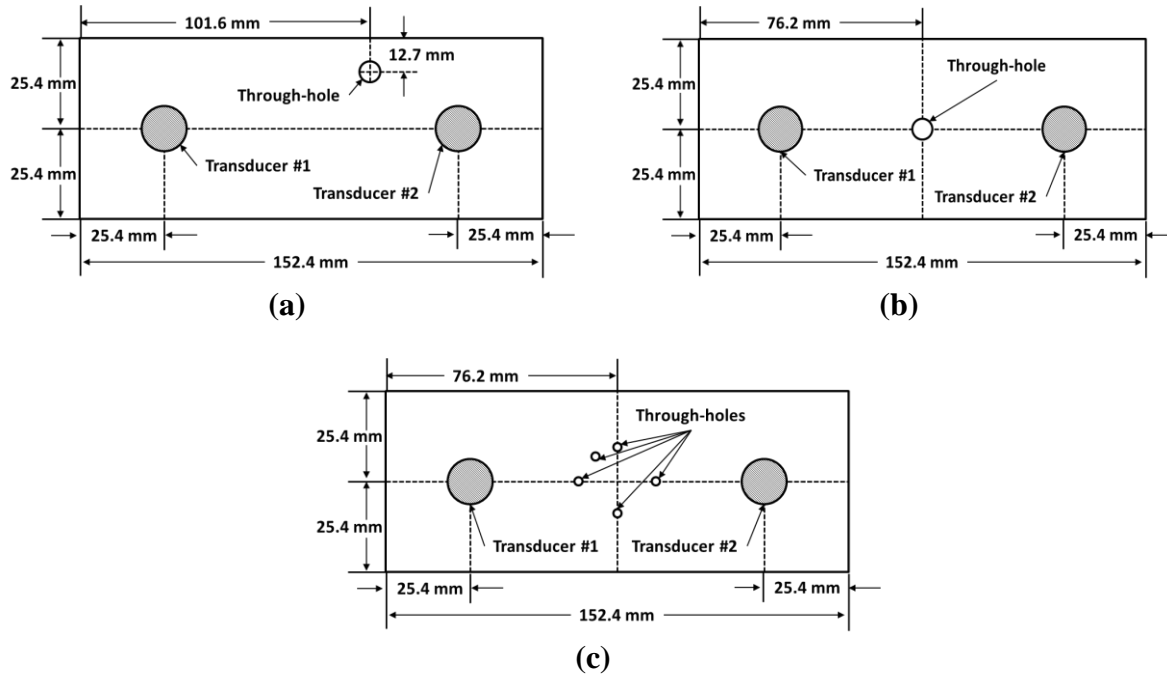 101.6 mm
12.7 mm
25.4 mm
Through-hole
25.4 mm
Transducer #1
Transducer #2
25.4 mm
25.4 mm
152.4 mm
(a)
76.2 mm
25.4 mm
Through-hole
25.4 mm
Transducer #1
Transducer #2
25.4 mm
25.4 mm
152.4 mm
(b)
76.2 mm
Through-holes
25.4 mm
25.4 mm
Transducer #1
Transducer #2
25.4 mm
25.4 mm
152.4 mm
(c)